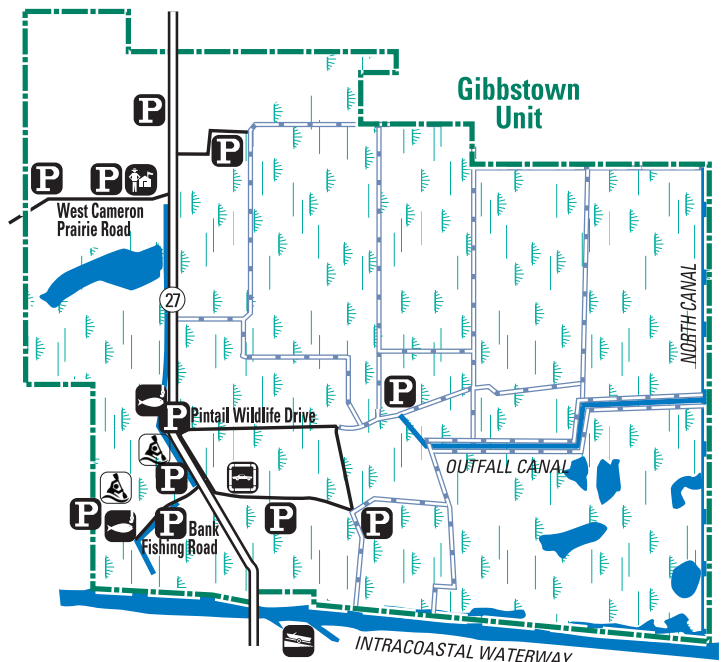 Gibbstown
Unit
P
P
P
P
West Cameron
Prairie Road
27
NORTH CANAL
P
P
Pintail Wildlife Drive
OUTFALL CANAL
P
P
P
P
P
Bank
Fishing Road
INTRACOASTAL WATERWAY